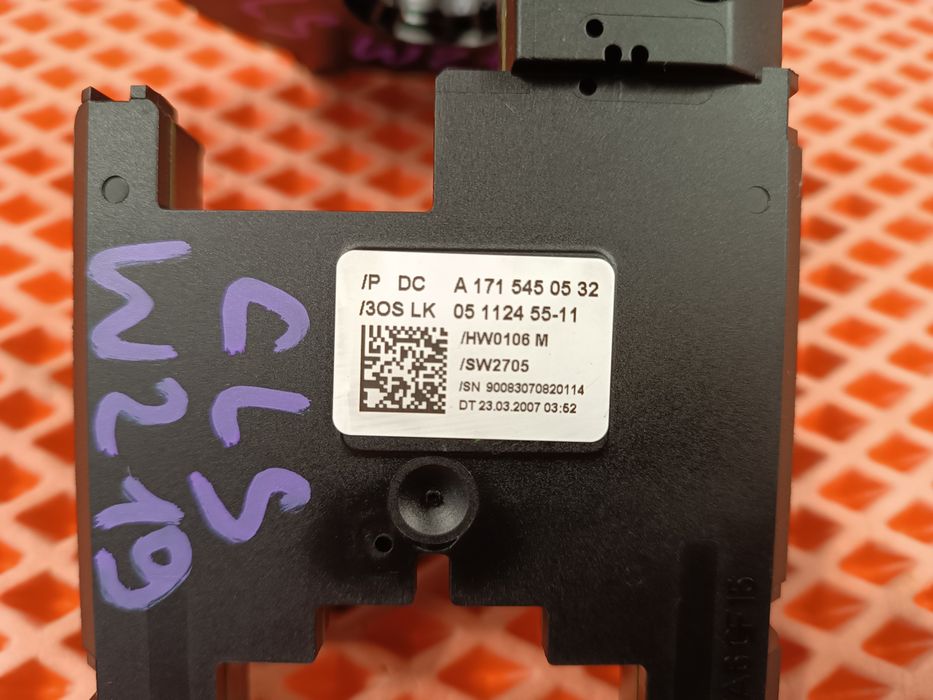 /P DC A 171 545 05 32
/3OS LK 05 1124 55-11
/HW0106 M
/SW2705
/SN 90083070820114
DT 23.03.2007 03:52
CLS
W219